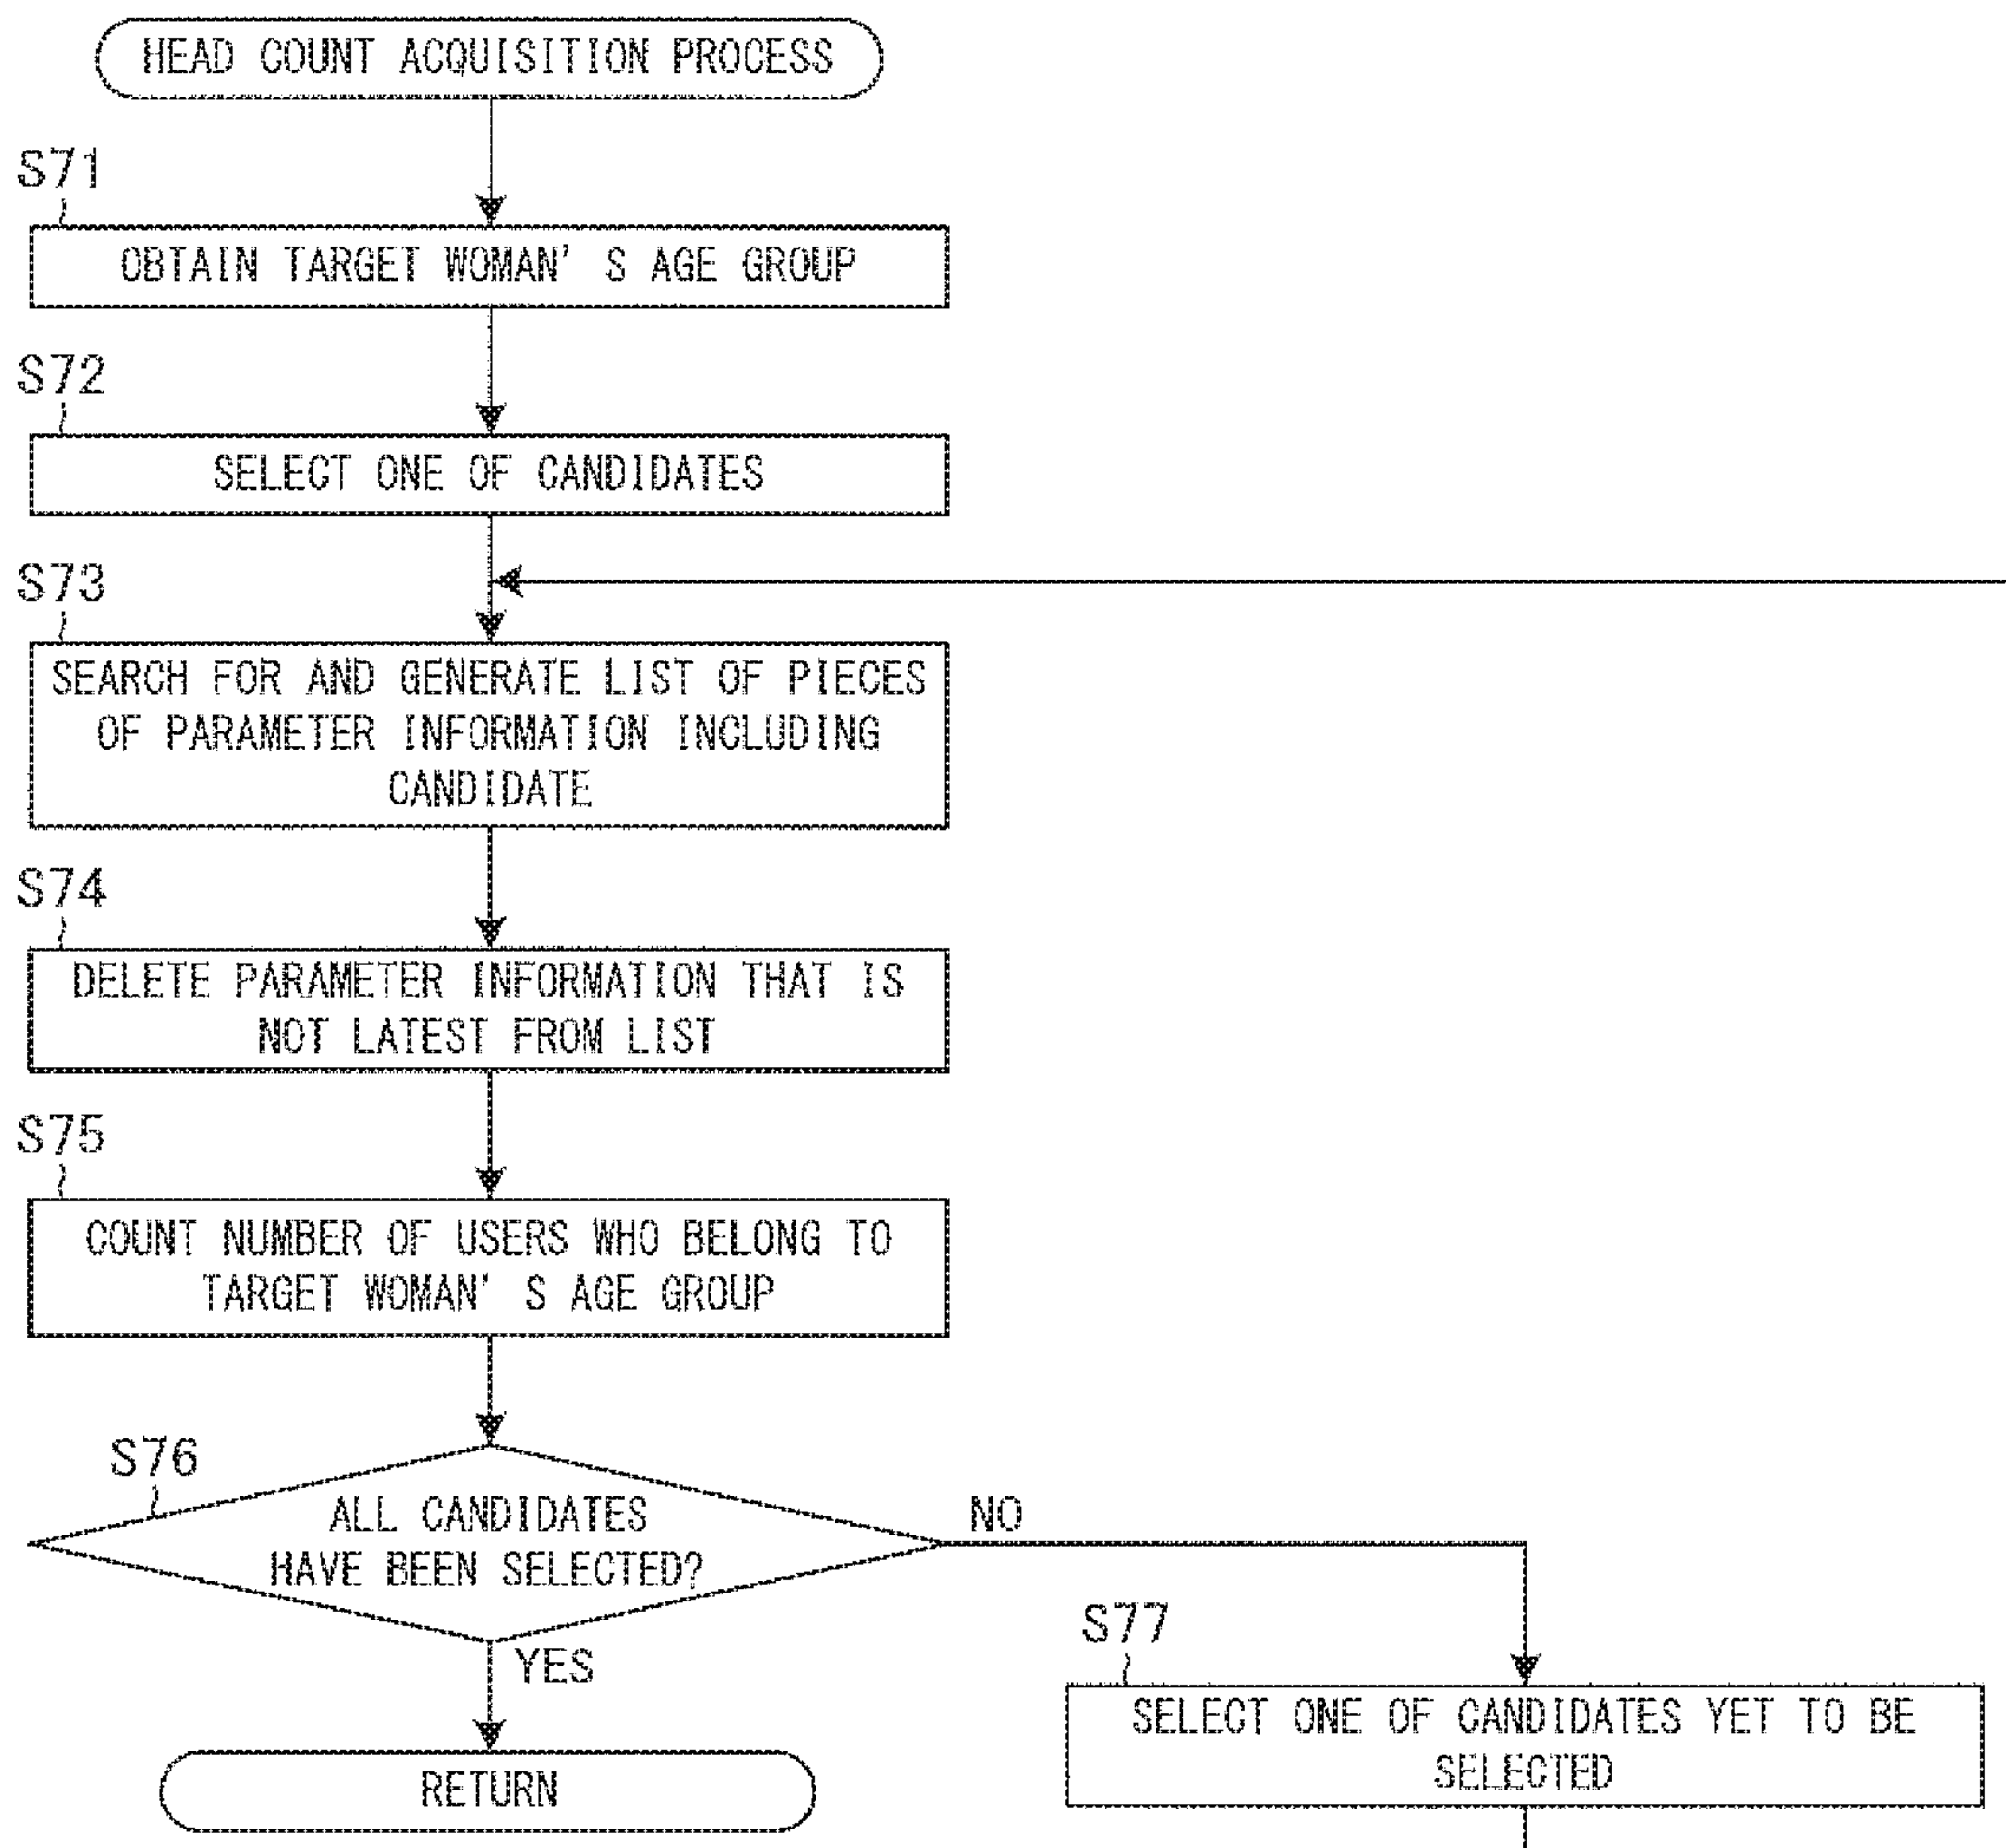 HEAD COUNT ACQUISITION PROCESS
S71
OBTAIN TARGET WOMAN'S AGE GROUP
S72
SELECT ONE OF CANDIDATES
S73
SEARCH FOR AND GENERATE LIST OF PIECES
OF PARAMETER INFORMATION INCLUDING
CANDIDATE
S74
DELETE PARAMETER INFORMATION THAT IS
NOT LATEST FROM LIST
S75
COUNT NUMBER OF USERS WHO BELONG TO
TARGET WOMAN'S AGE GROUP
S76
ALL CANDIDATES
HAVE BEEN SELECTED?
NO
YES
S77
SELECT ONE OF CANDIDATES YET TO BE
SELECTED
RETURN